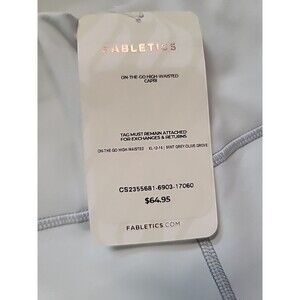 FABLETICS
ON-THE-GO HIGH-WAISTED
CAPRI
TAG MUST REMAIN ATTACHED
FOR EXCHANGES & RETURNS
ON-THE-GO HIGH-WAISTED XL 12-14 MINT GREY/OLIVE GROVE
CS2355681-6903-17060
$64.95
FABLETICS.COM